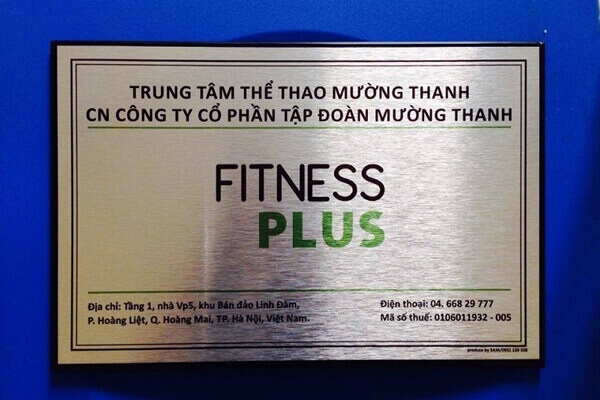 TRUNG TÂM THỂ THAO MƯỜNG THANH
CN CÔNG TY CỔ PHẦN TẬP ĐOÀN MƯỜNG THANH
FITNESS
PLUS
Địa chỉ: Tầng 1, nhà Vp5, khu Bán đảo Linh Đàm,
P. Hoàng Liệt, Q. Hoàng Mai, TP. Hà Nội, Việt Nam.
Điện thoại: 04. 668 29 777
Mã số thuế: 0106011932 - 005
produce by